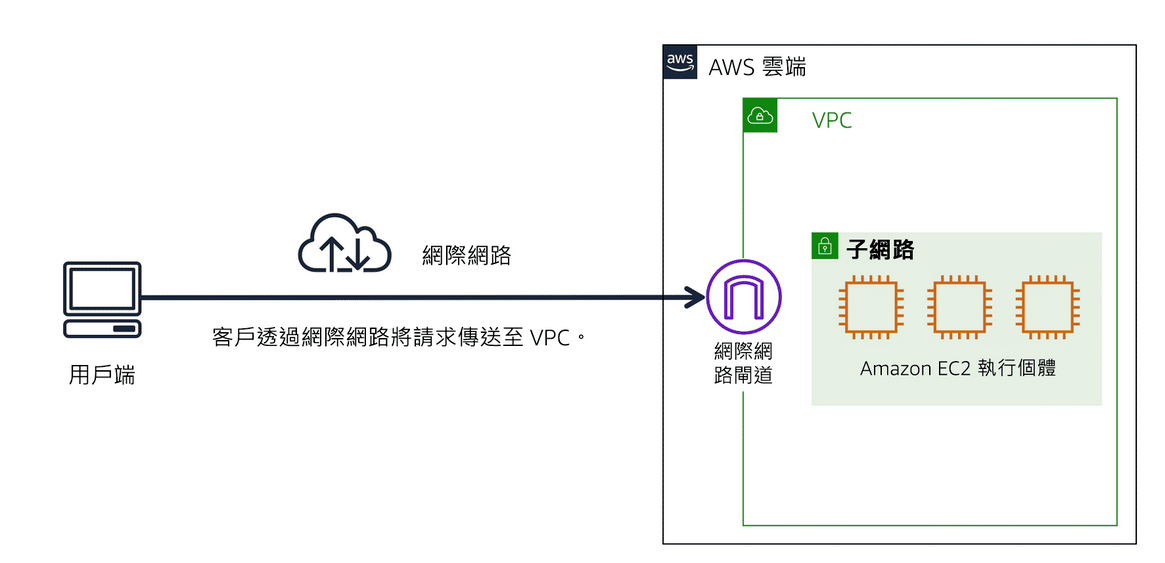 aws
AWS 雲端
VPC
子網路
網際網路
客戶透過網際網路將請求傳送至 VPC。
用戶端
網際網
路閘道
Amazon EC2 執行個體